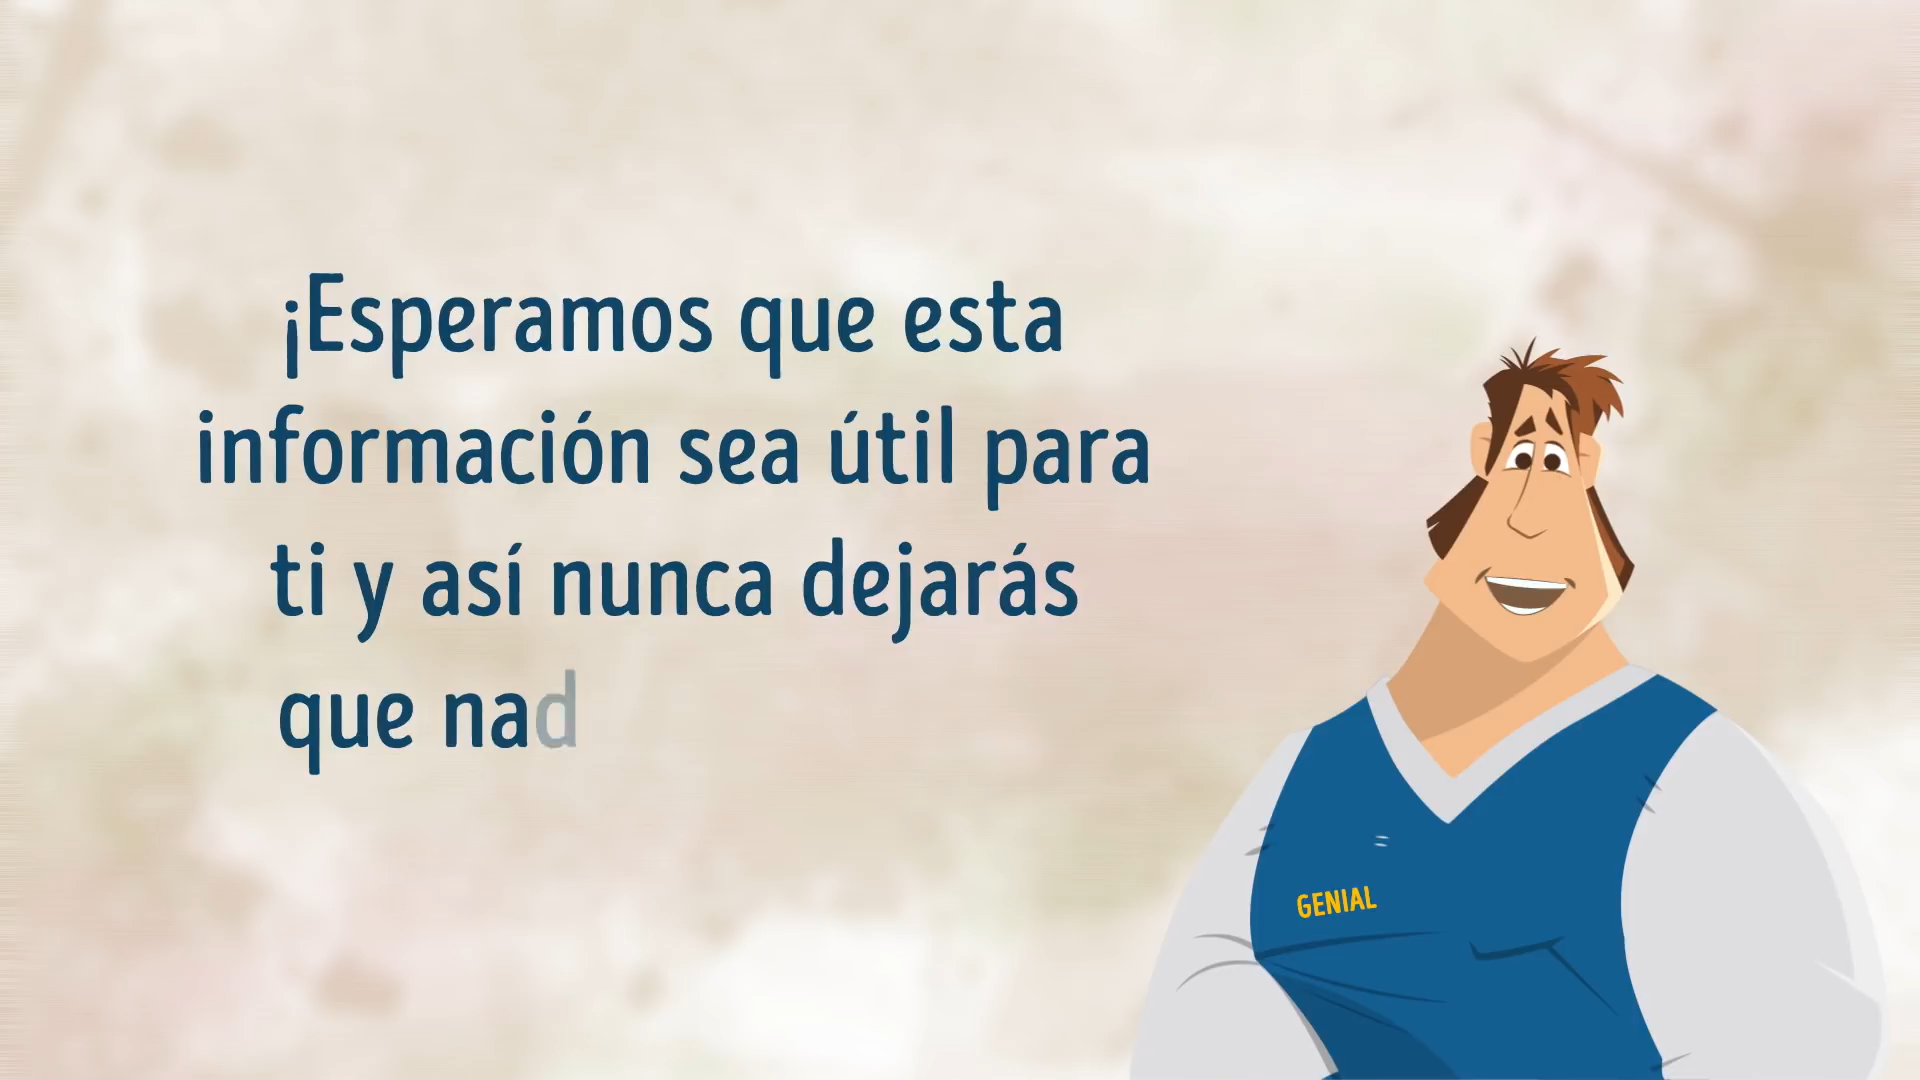 ¡Esperamos que esta
información sea útil para
ti y así nunca dejarás
que nad
GENIAL